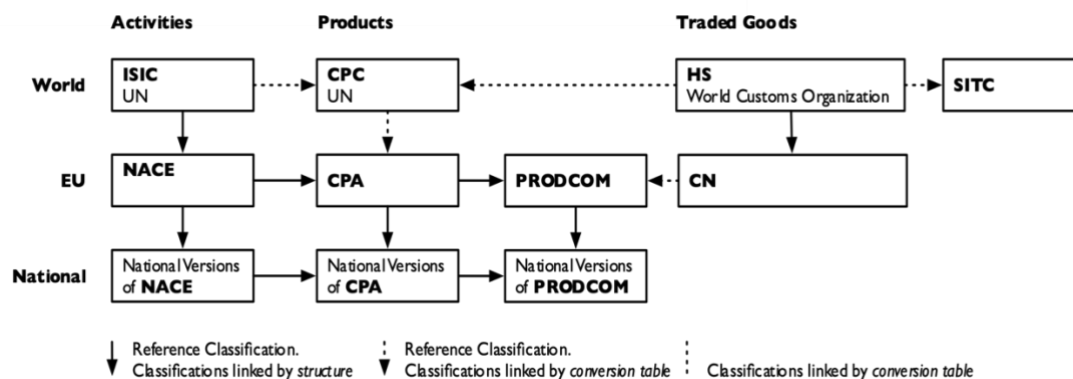 Activities
Products
Traded Goods
World
ISIC
UN
CPC
UN
HS
World Customs Organization
SITC
EU
NACE
CPA
PRODCOM
CN
National
National Versions
of NACE
National Versions
of CPA
National Versions
of PRODCOM
Reference Classification.
Classifications linked by structure
Reference Classification.
Classifications linked by conversion table
Classifications linked by conversion table